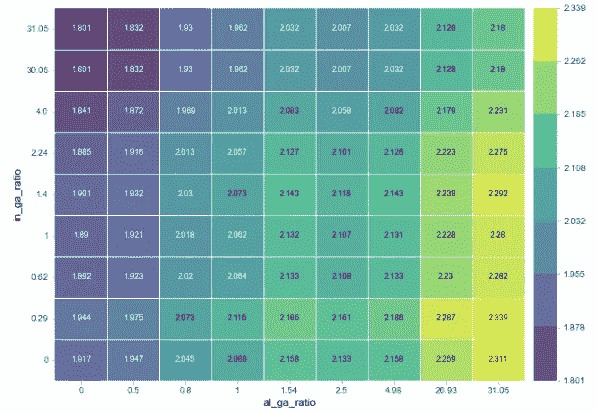 31.05 1.801 1.832 1.93 1.962 2.032 2.007 2.032 2.128 2.18
30.05 1.801 1.832 1.93 1.962 2.032 2.007 2.032 2.128 2.18
4.0 1.841 1.872 1.969 2.013 2.083 2.058 2.082 2.179 2.231
2.24 1.885 1.916 2.013 2.057 2.127 2.101 2.126 2.223 2.275
1.4 1.901 1.932 2.03 2.073 2.143 2.118 2.143 2.239 2.292
1 1.89 1.921 2.018 2.062 2.132 2.107 2.131 2.228 2.28
0.62 1.892 1.923 2.02 2.064 2.133 2.108 2.133 2.23 2.282
0.29 1.944 1.975 2.073 2.116 2.186 2.161 2.186 2.287 2.339
0 1.917 1.947 2.045 2.088 2.158 2.133 2.158 2.259 2.311
0 0.5 0.8 1 1.54 2.5 4.98 26.93 31.05
al_ga_ratio
in_ga_ratio
2.339
2.262
2.185
2.108
2.032
1.955
1.878
1.801